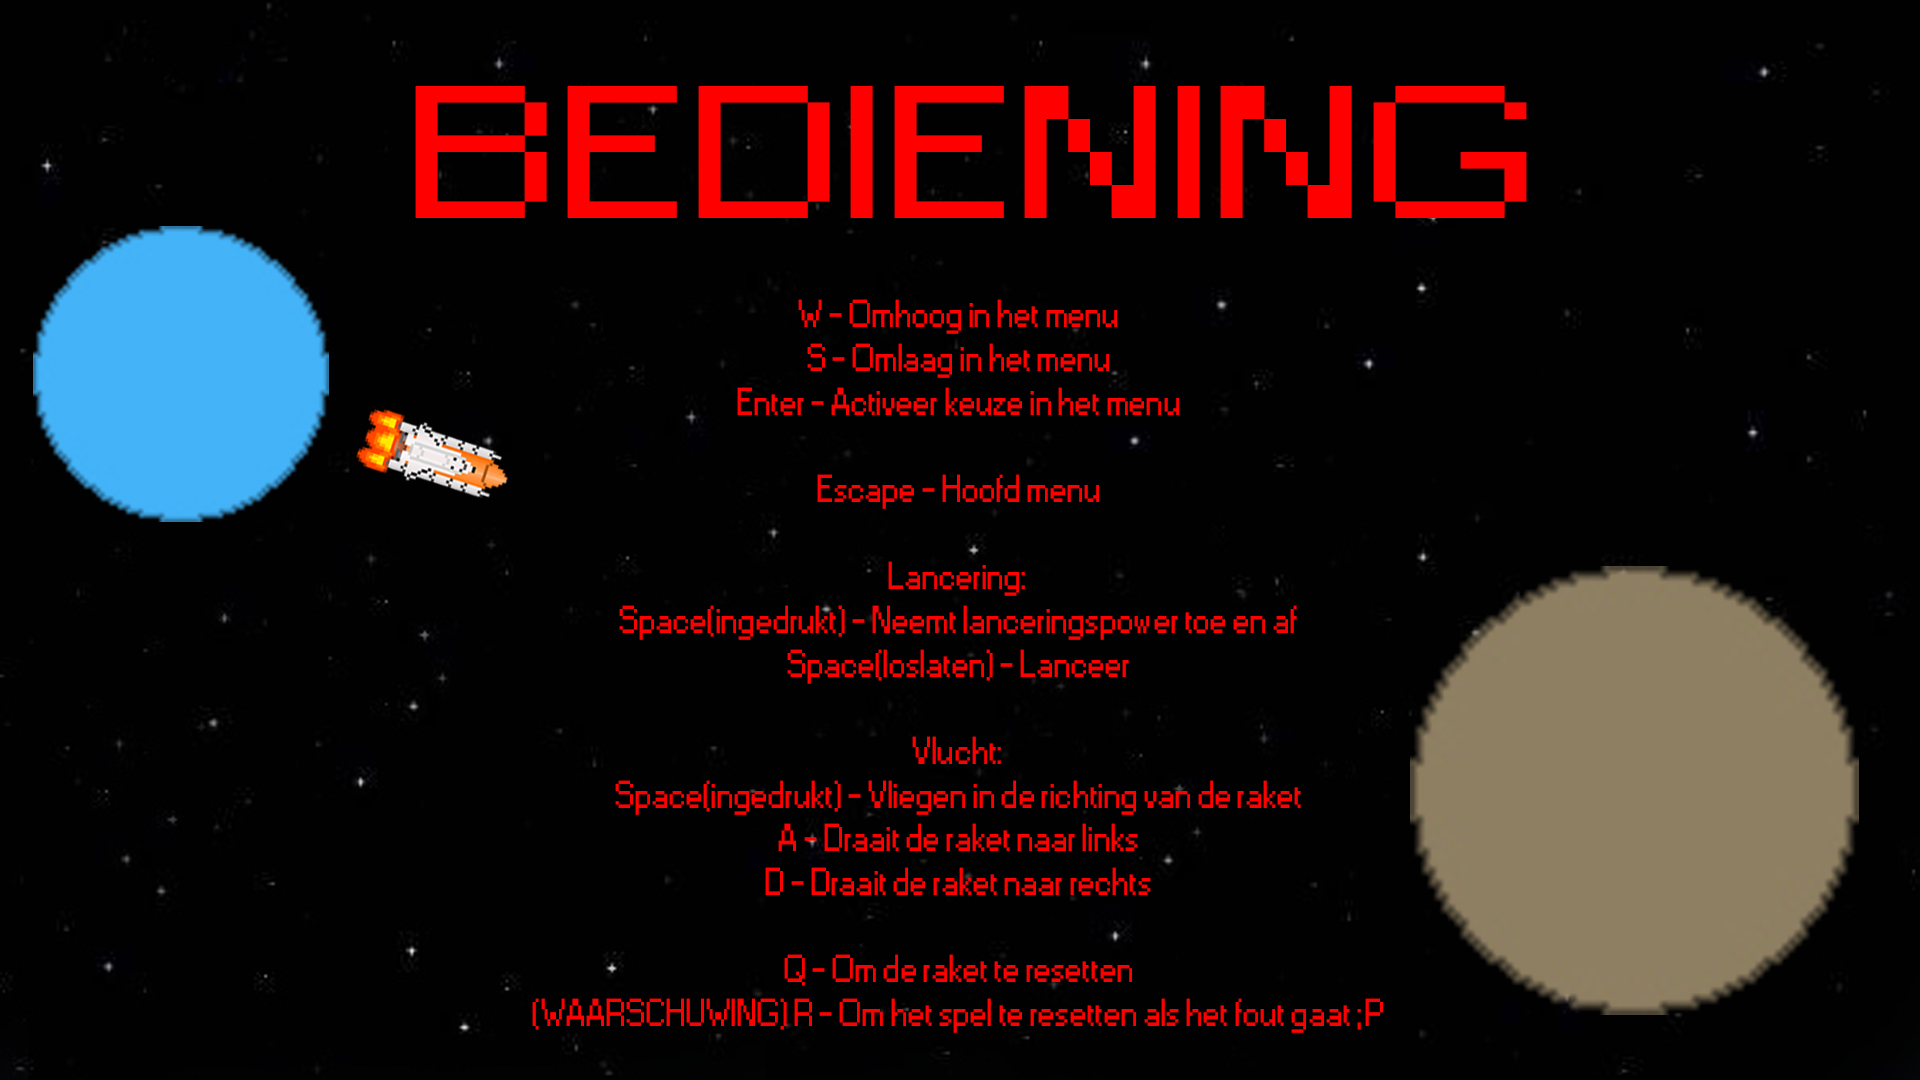 BEDIENING
W - Omhoog in het menu
S - Omlaag in het menu
Enter - Activeer keuze in het menu
Escape - Hoofd menu
Lancering:
Space(ingedrukt) - Neemt lanceringspower toe en af
Space(loslaten) - Lanceer
Vlucht:
Space(ingedrukt) - Vliegen in de richting van de raket
A - Draait de raket naar links
D - Draait de raket naar rechts
Q - Om de raket te resetten
(WAARSCHUWING) R - Om het spel te resetten als het fout gaat ;P